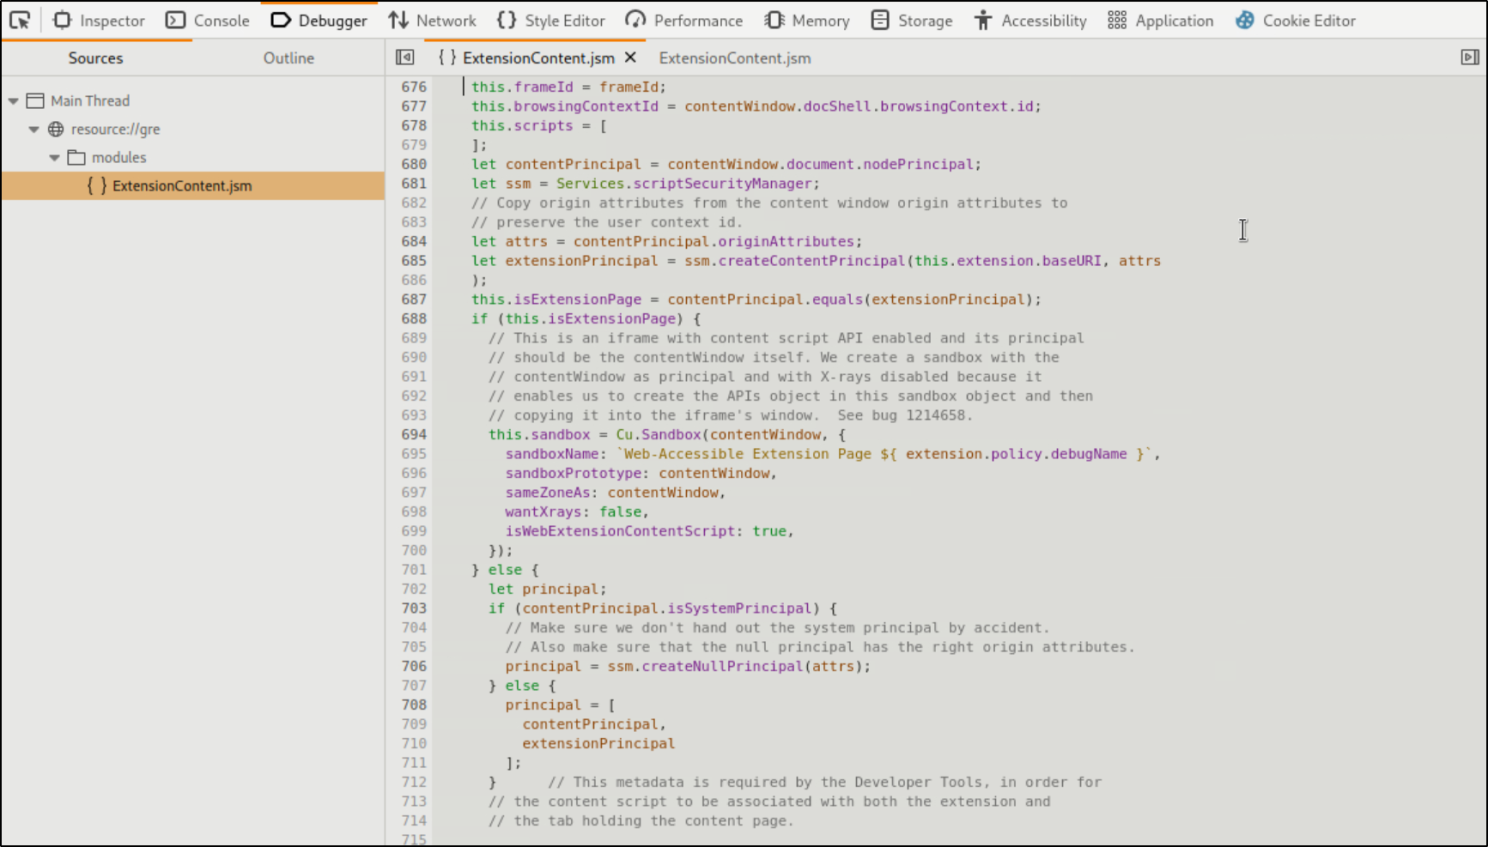 Inspector Console Debugger Network Style Editor Performance Memory Storage Accessibility Application Cookie Editor
Sources Outline
{ } ExtensionContent.jsm ✕ ExtensionContent.jsm
Main Thread
resource://gre
modules
{ } ExtensionContent.jsm
676 this.frameId = frameId;
677 this.browsingContextId = contentWindow.docShell.browsingContext.id;
678 this.scripts = [
679 ];
680 let contentPrincipal = contentWindow.document.nodePrincipal;
681 let ssm = Services.scriptSecurityManager;
682 // Copy origin attributes from the content window origin attributes to
683 // preserve the user context id.
684 let attrs = contentPrincipal.originAttributes;
685 let extensionPrincipal = ssm.createContentPrincipal(this.extension.baseURI, attrs
686 );
687 this.isExtensionPage = contentPrincipal.equals(extensionPrincipal);
688 if (this.isExtensionPage) {
689 // This is an iframe with content script API enabled and its principal
690 // should be the contentWindow itself. We create a sandbox with the
691 // contentWindow as principal and with X-rays disabled because it
692 // enables us to create the APIs object in this sandbox object and then
693 // copying it into the iframe's window.  See bug 1214658.
694 this.sandbox = Cu.Sandbox(contentWindow, {
695 sandboxName: `Web-Accessible Extension Page ${ extension.policy.debugName }`,
696 sandboxPrototype: contentWindow,
697 sameZoneAs: contentWindow,
698 wantXrays: false,
699 isWebExtensionContentScript: true,
700 });
701 } else {
702 let principal;
703 if (contentPrincipal.isSystemPrincipal) {
704 // Make sure we don't hand out the system principal by accident.
705 // Also make sure that the null principal has the right origin attributes.
706 principal = ssm.createNullPrincipal(attrs);
707 } else {
708 principal = [
709 contentPrincipal,
710 extensionPrincipal
711 ];
712 }      // This metadata is required by the Developer Tools, in order for
713 // the content script to be associated with both the extension and
714 // the tab holding the content page.
715